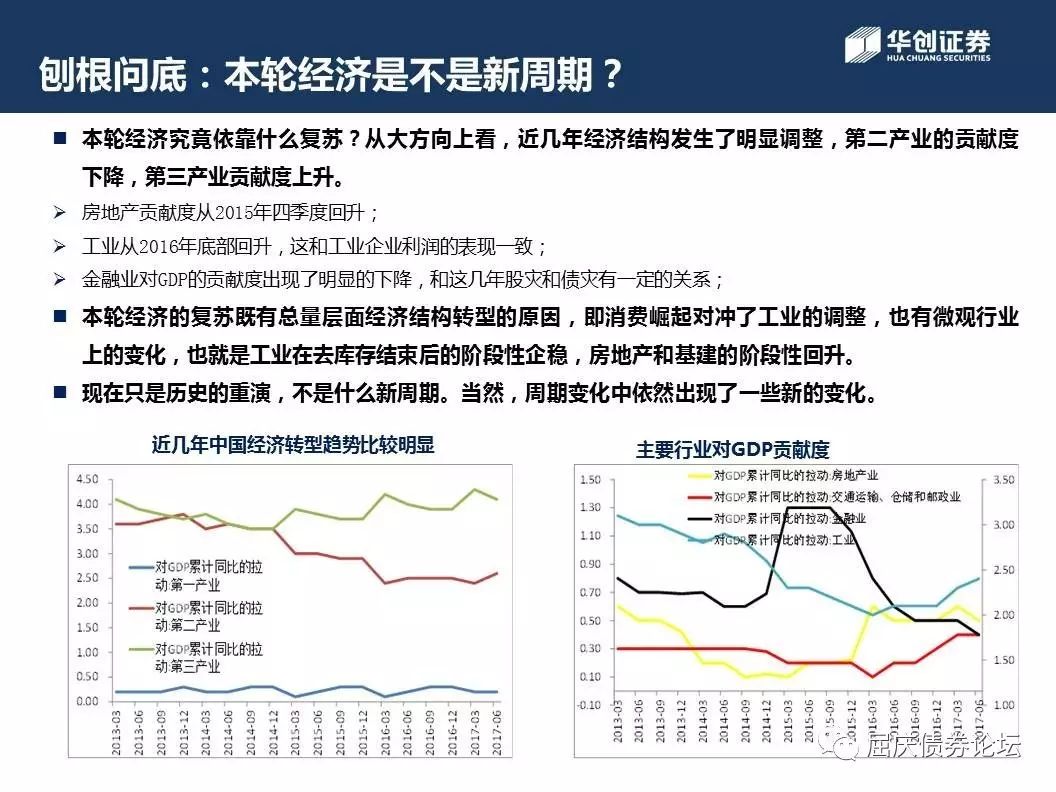 华创证券
HUA CHUANG SECURITIES
刨根问底：本轮经济是不是新周期？
■ 本轮经济究竟依靠什么复苏？从大方向上看，近几年经济结构发生了明显调整，第二产业的贡献度
下降，第三产业贡献度上升。
➢ 房地产贡献度从2015年四季度回升；
➢ 工业从2016年底部回升，这和工业企业利润的表现一致；
➢ 金融业对GDP的贡献度出现了明显的下降，和这几年股灾和债灾有一定的关系；
■ 本轮经济的复苏既有总量层面经济结构转型的原因，即消费崛起对冲了工业的调整，也有微观行业
上的变化，也就是工业在去库存结束后的阶段性企稳，房地产和基建的阶段性回升。
■ 现在只是历史的重演，不是什么新周期。当然，周期变化中依然出现了一些新的变化。
近几年中国经济转型趋势比较明显
4.50
4.00
3.50
3.00
2.50
2.00
1.50
1.00
0.50
0.00
对GDP累计同比的拉
动:第一产业
对GDP累计同比的拉
动:第二产业
对GDP累计同比的拉
动:第三产业
2013-03
2013-06
2013-09
2013-12
2014-03
2014-06
2014-09
2014-12
2015-03
2015-06
2015-09
2015-12
2016-03
2016-06
2016-09
2016-12
2017-03
2017-06
主要行业对GDP贡献度
对GDP累计同比的拉动:房地产业
对GDP累计同比的拉动:交通运输、仓储和邮政业
对GDP累计同比的拉动:金融业
对GDP累计同比的拉动:工业
1.50
1.30
1.10
0.90
0.70
0.50
0.30
0.10
-0.10
3.50
3.00
2.50
2.00
1.50
1.00
2013-03
2013-06
2013-09
2013-12
2014-03
2014-06
2014-09
2014-12
2015-03
2015-06
2015-09
2015-12
2016-03
2016-06
2016-09
2016-12
2017-03
2017-06
屈庆债券论坛